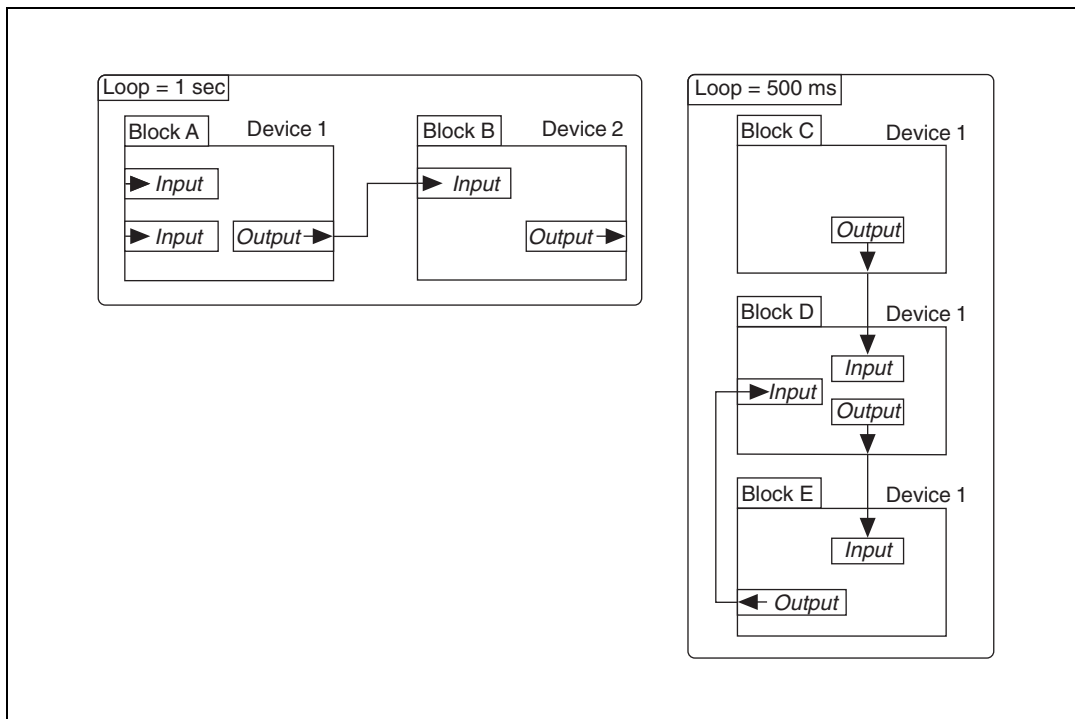 Loop = 1 sec
Block A
Device 1
Input
Input
Output
Block B
Device 2
Input
Output
Loop = 500 ms
Block C
Device 1
Output
Block D
Device 1
Input
Input
Output
Block E
Device 1
Input
Output